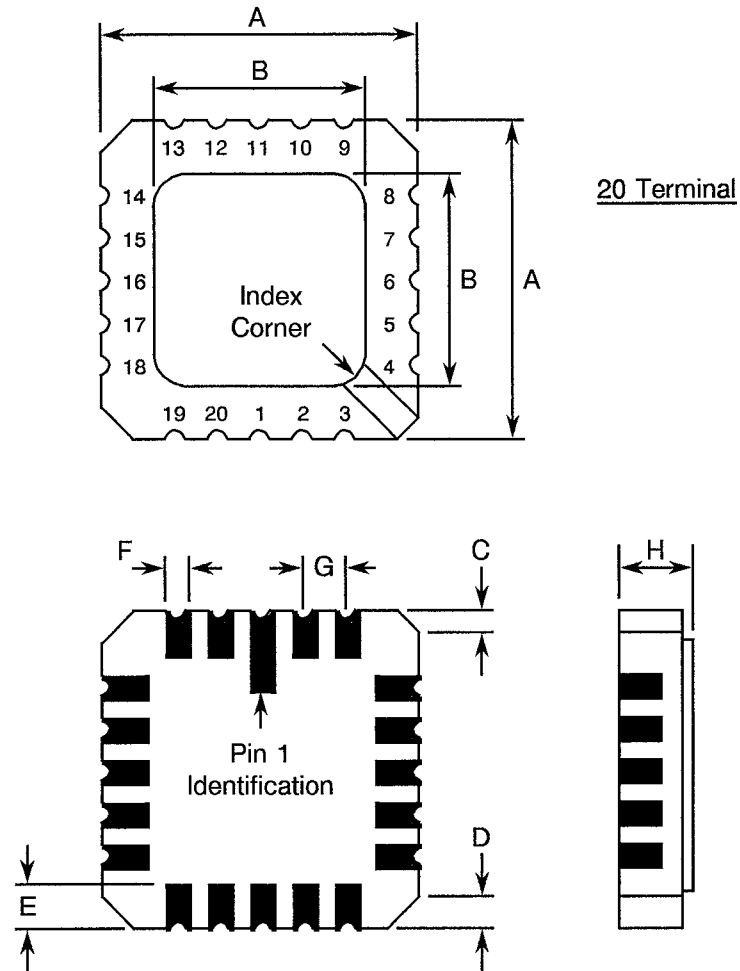 A
B
13 12 11 10 9
20 Terminal
14 8
15 7
16 6
B A
Index
Corner
17 5
18 4
19 20 1 2 3
F G C H
Pin 1
Identification
D
E